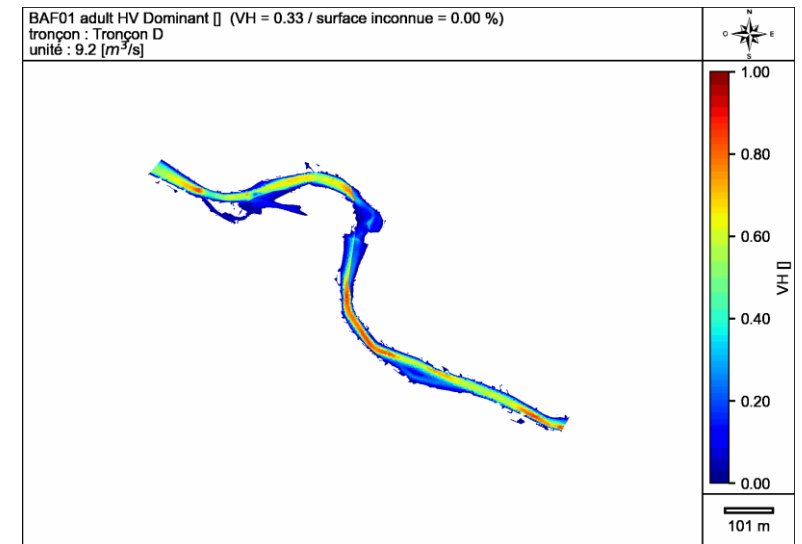 BAF01 adult HV Dominant [] (VH = 0.33 / surface inconnue = 0.00 %)
tronçon : Tronçon D
unité : 9.2 [m³/s]
N
O E
S
1.00
0.80
0.60
0.40
0.20
0.00
VH []
101 m